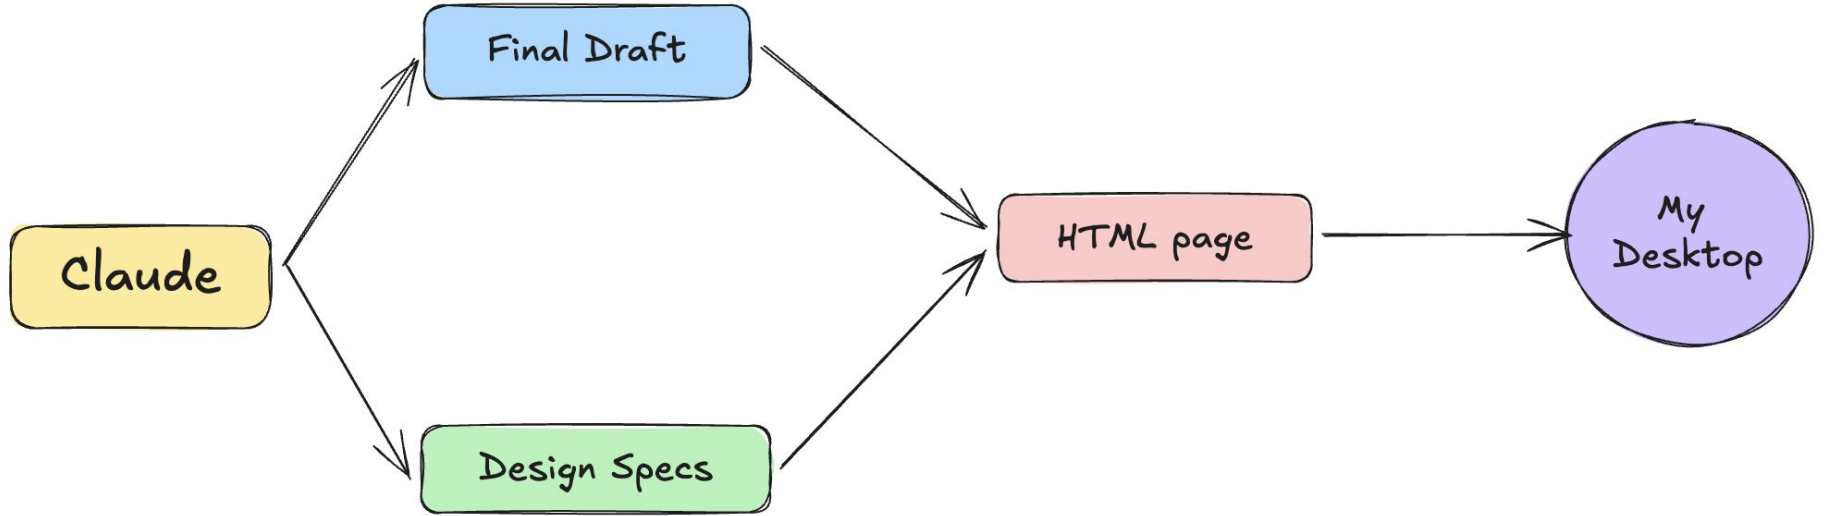 Final Draft
Claude
HTML page
My
Desktop
Design Specs